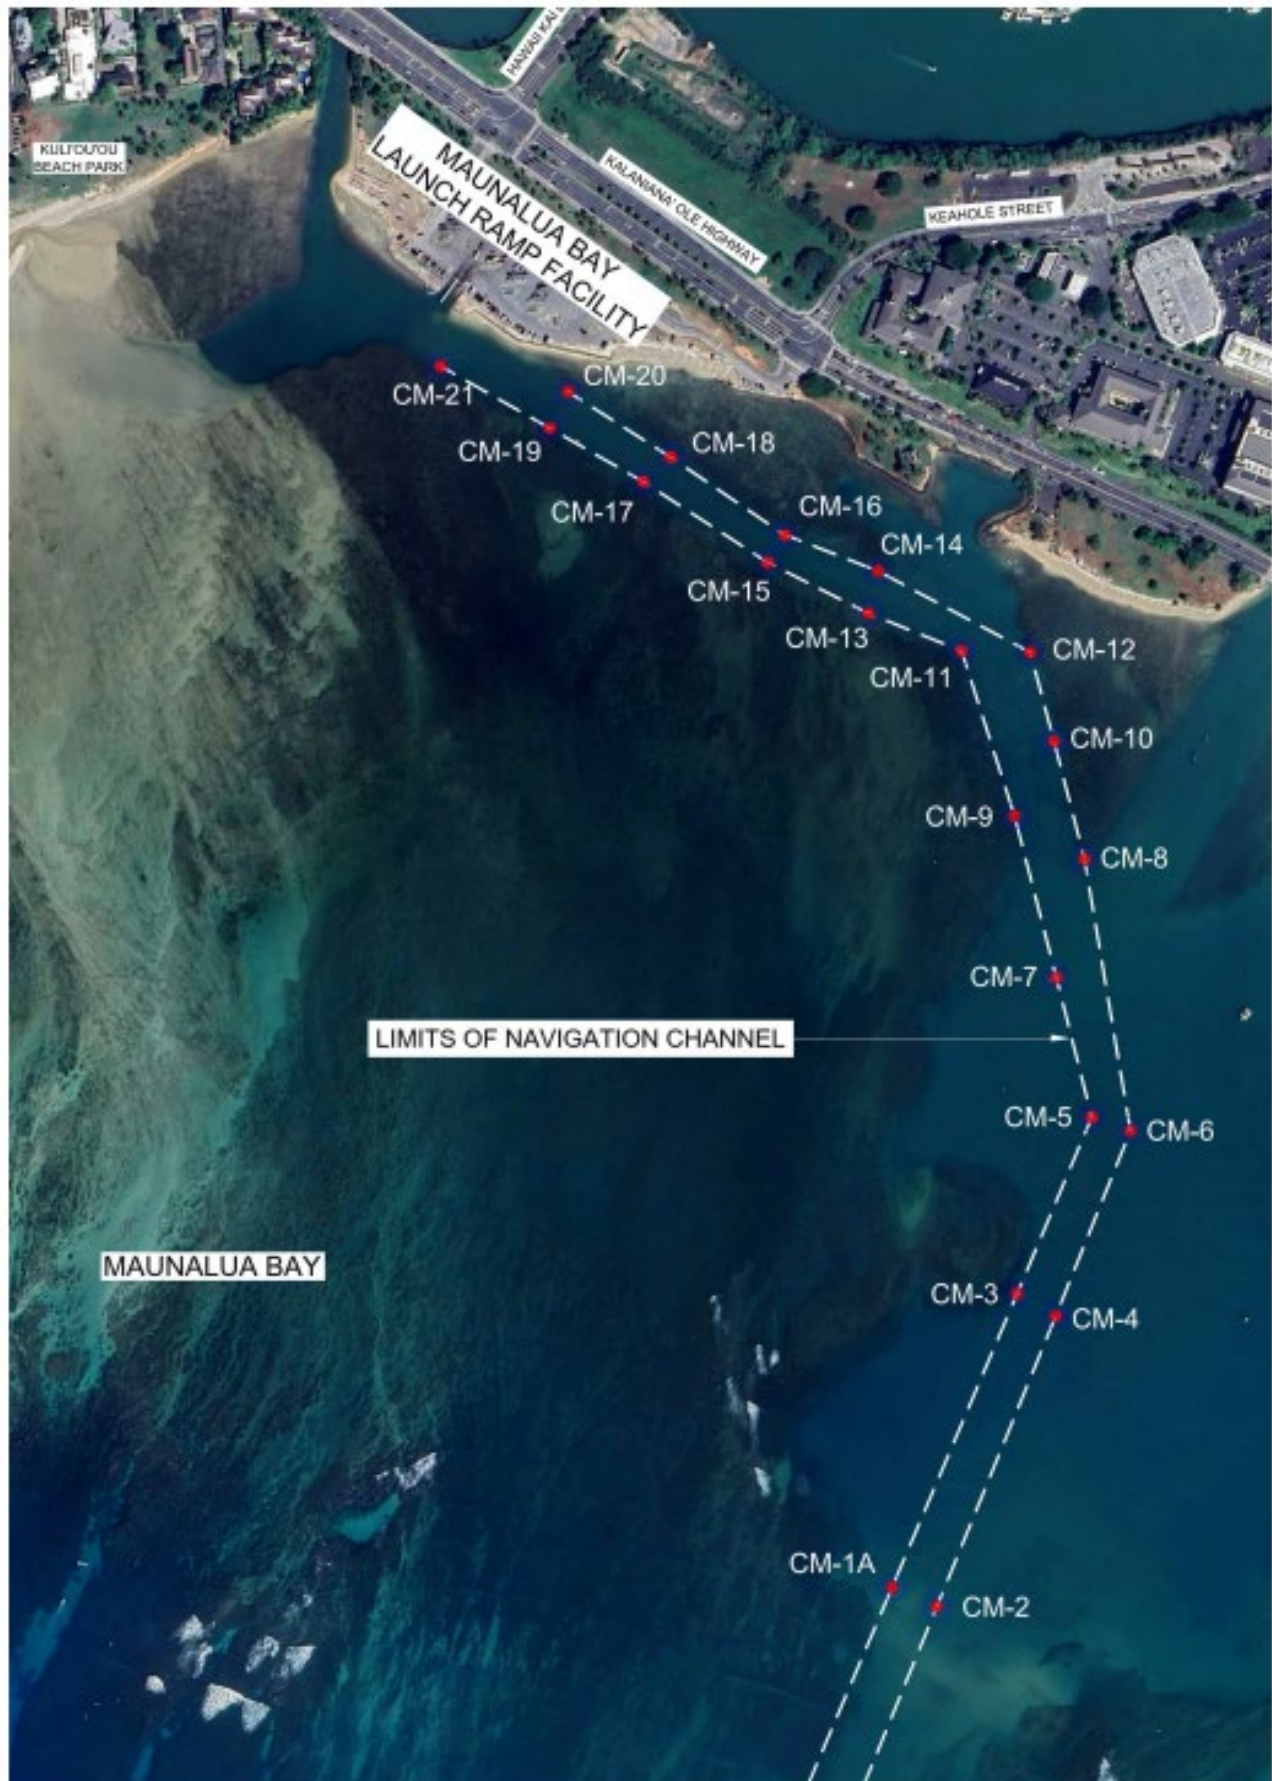 HAWAII KAI
KULI'OU'OU
BEACH PARK
MAUNALUA BAY
LAUNCH RAMP FACILITY
KALANIANA' OLE HIGHWAY
KEAHOLE STREET
CM-21
CM-20
CM-19
CM-18
CM-17
CM-16
CM-15
CM-14
CM-13
CM-12
CM-11
CM-10
CM-9
CM-8
CM-7
LIMITS OF NAVIGATION CHANNEL
CM-5
CM-6
MAUNALUA BAY
CM-3
CM-4
CM-1A
CM-2